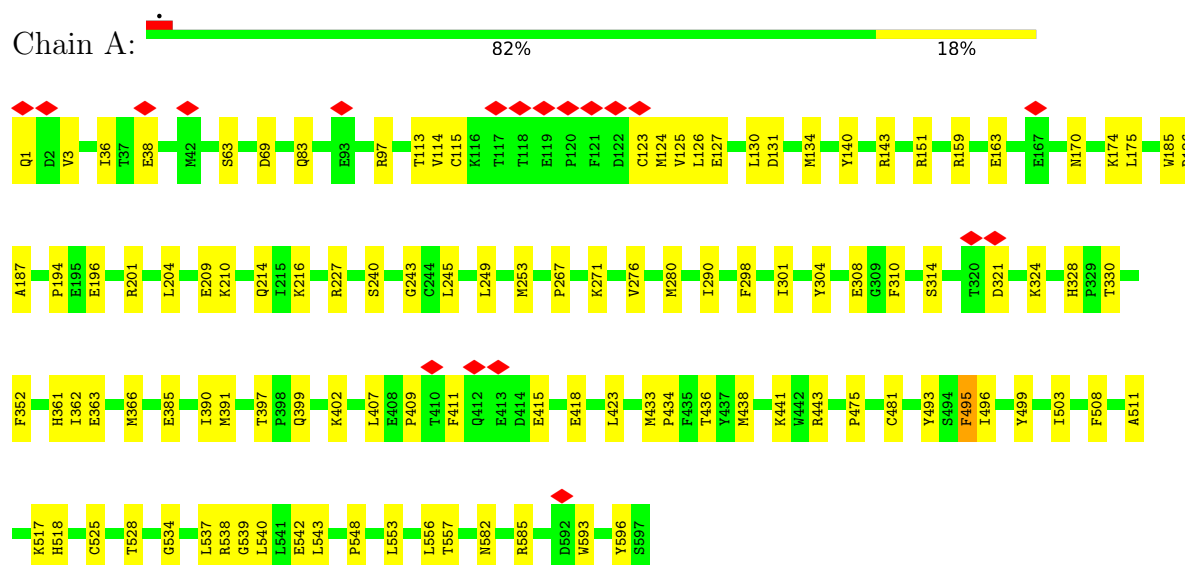 Chain A:
82% 18%
Q1 D2 V3 I36 T37 E38 M42 S63 D69 Q83 E93 R97 T113 V114 C115 K116 T117 T118 E119 P120 F121 D122 C123 M124 V125 L126 E127 L130 D131 M134 Y140 R143 R151 R159 E163 E167 N170 K174 L175 W185
A187 P194 E195 E196 R201 L204 E209 K210 Q214 I215 K216 R227 S240 G243 C244 L245 L249 M253 P267 K271 V276 M280 I290 F298 I301 Y304 E308 G309 F310 S314 T320 D321 K324 H328 P329 T330
F352 H361 I362 E363 M366 E385 I390 M391 T397 P398 Q399 K402 L407 E408 P409 T410 F411 Q412 E413 D414 E415 E418 L423 M433 P434 F435 T436 Y437 M438 K441 W442 R443 P475 C481 Y493 S494 F495 I496 Y499 I503 F508 A511
K517 H518 C525 T528 G534 L537 R538 G539 L540 L541 E542 L543 P548 L553 L556 T557 N582 R585 D592 W593 Y596 S597